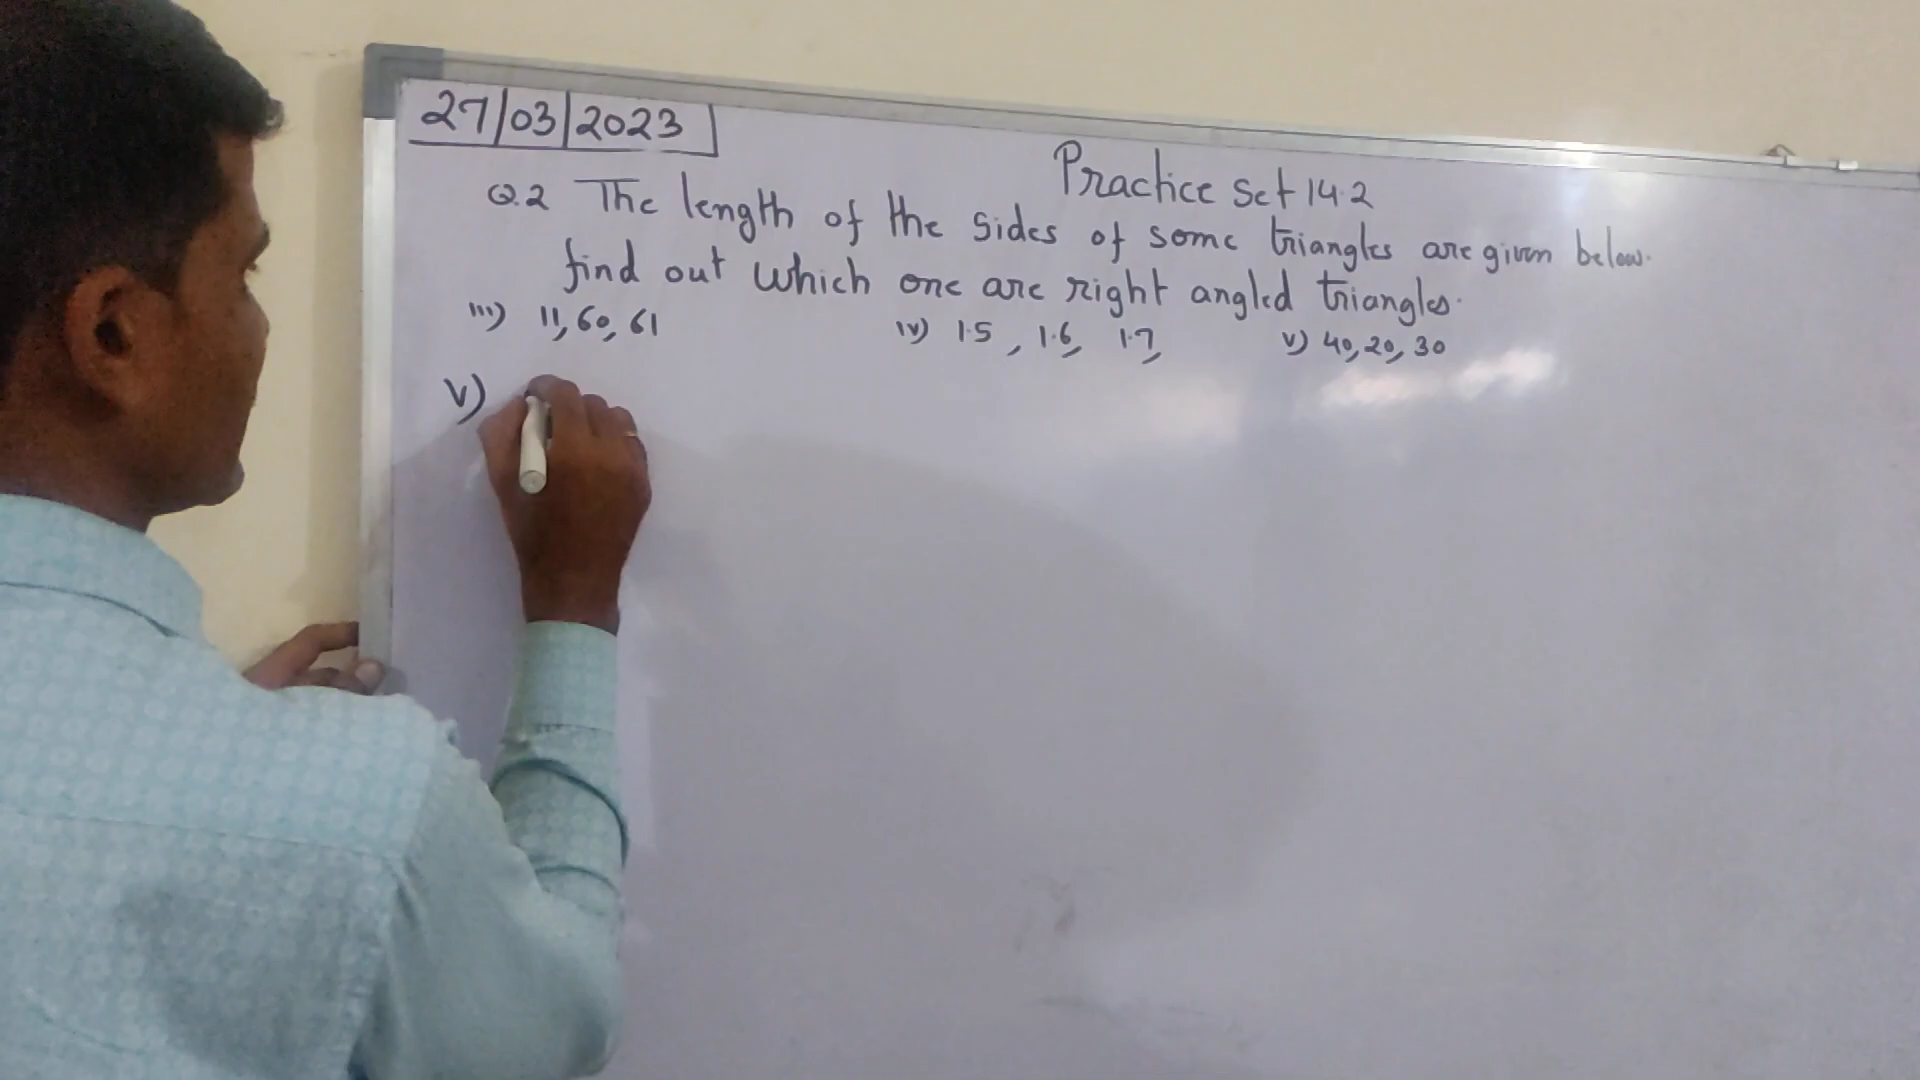 27/03/2023
Practice Set 14.2
Q.2 The length of the sides of some triangles are given below.
find out which one are right angled triangles.
iii) 11, 60, 61 iv) 1.5, 1.6, 1.7, v) 40, 20, 30
v)